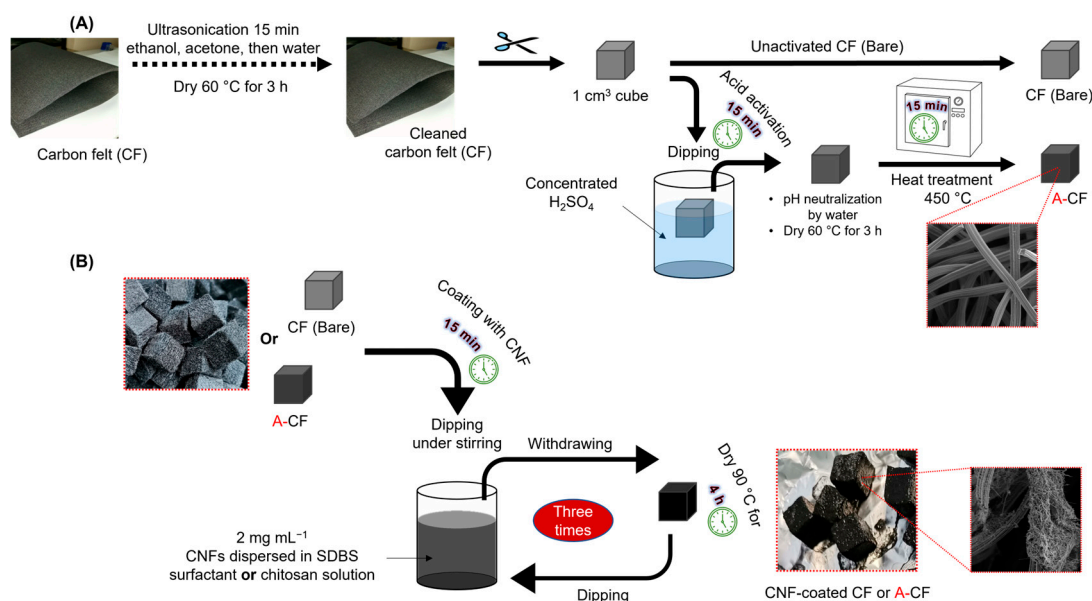 (A)
Ultrasonication 15 min
ethanol, acetone, then water
Dry 60 °C for 3 h
Carbon felt (CF)
Cleaned
carbon felt (CF)
1 cm³ cube
Unactivated CF (Bare)
CF (Bare)
Acid activation
15 min
Dipping
Concentrated
H₂SO₄
• pH neutralization
by water
• Dry 60 °C for 3 h
15 min
Heat treatment
450 °C
A-CF
(B)
CF (Bare)
Or
A-CF
Coating with CNF
15 min
Dipping
under stirring
Withdrawing
Three
times
Dry 90 °C for
4 h
2 mg mL⁻¹
CNFs dispersed in SDBS
surfactant or chitosan solution
Dipping
CNF-coated CF or A-CF